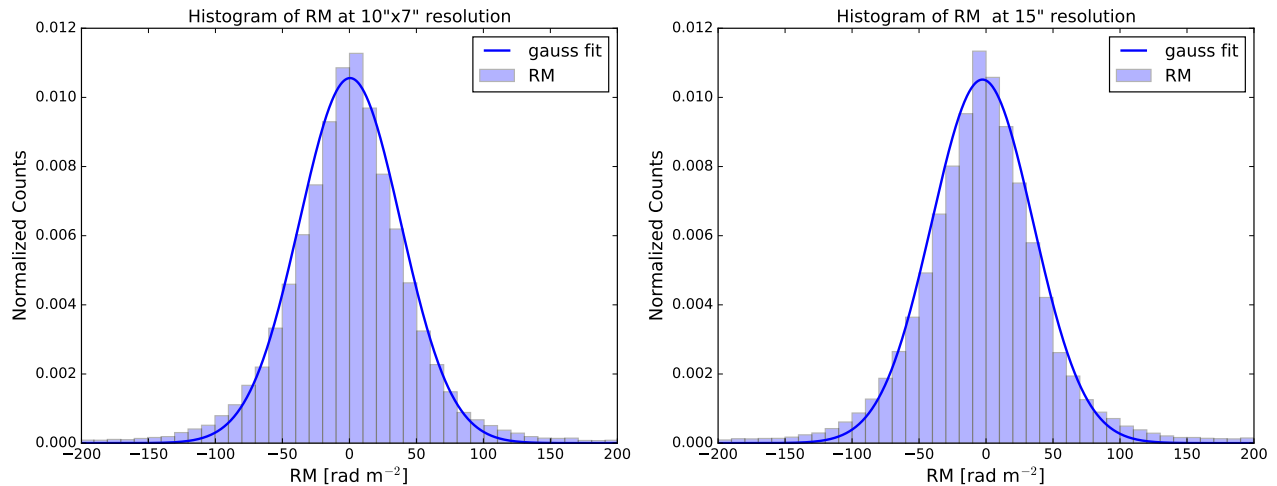 Histogram of RM at 10"x7" resolution
0.012
0.010
0.008
0.006
0.004
0.002
0.000
Normalized Counts
gauss fit
RM
−200 −150 −100 −50 0 50 100 150 200
RM [rad m⁻²]
Histogram of RM  at 15" resolution
0.012
0.010
0.008
0.006
0.004
0.002
0.000
Normalized Counts
gauss fit
RM
−200 −150 −100 −50 0 50 100 150 200
RM [rad m⁻²]